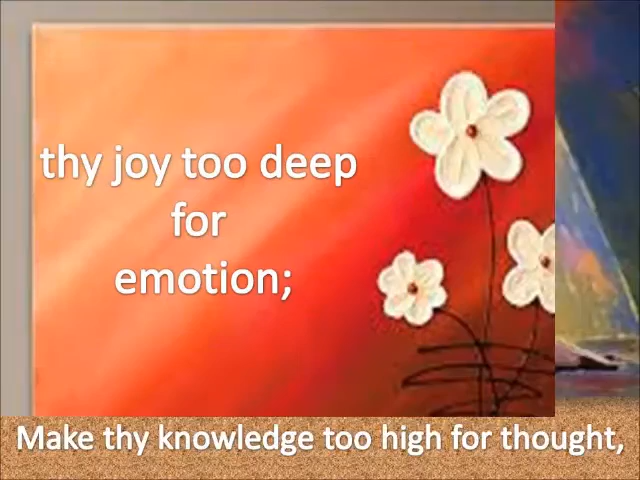 thy joy too deep
for
emotion;
Make thy knowledge too high for thought,